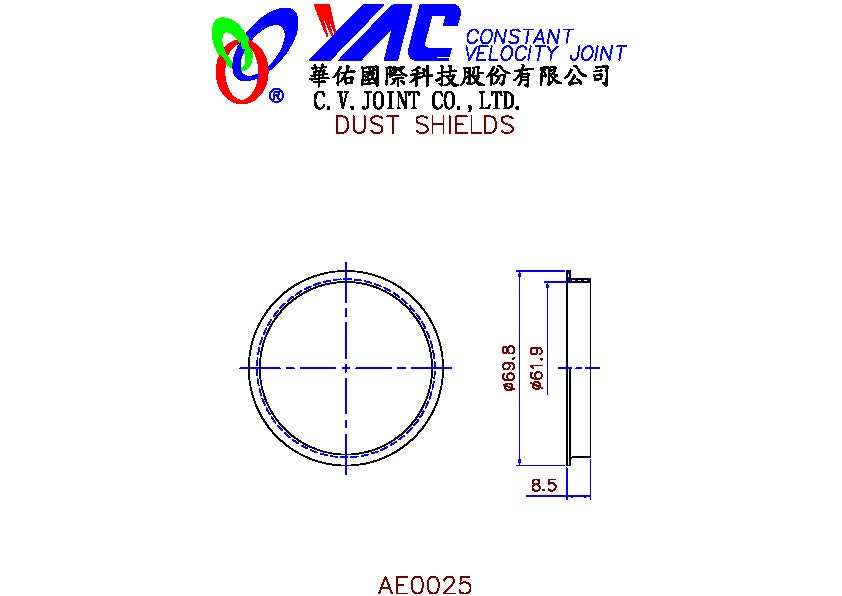 YAC CONSTANT
VELOCITY JOINT
®
華佑國際科技股份有限公司
C.V.JOINT CO.,LTD.
DUST SHIELDS
ø69.8
ø61.9
8.5
AE0025